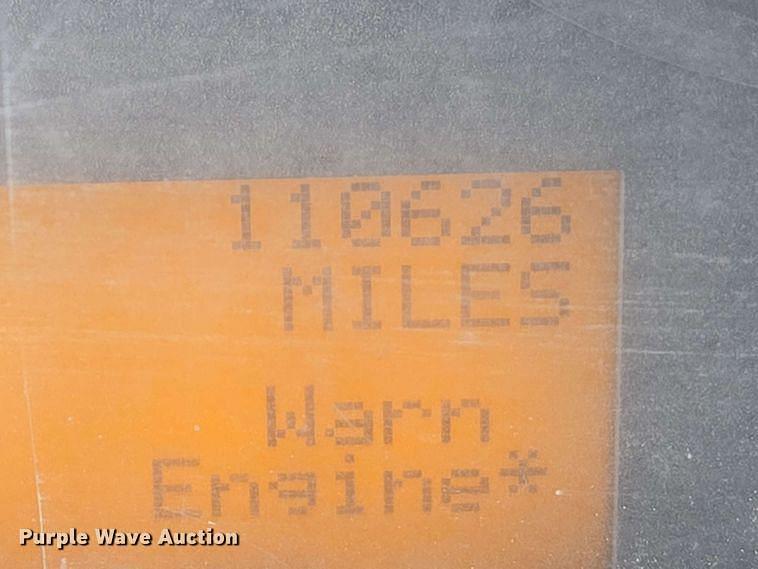 110626
MILES
Warn
Engine*
Purple Wave Auction